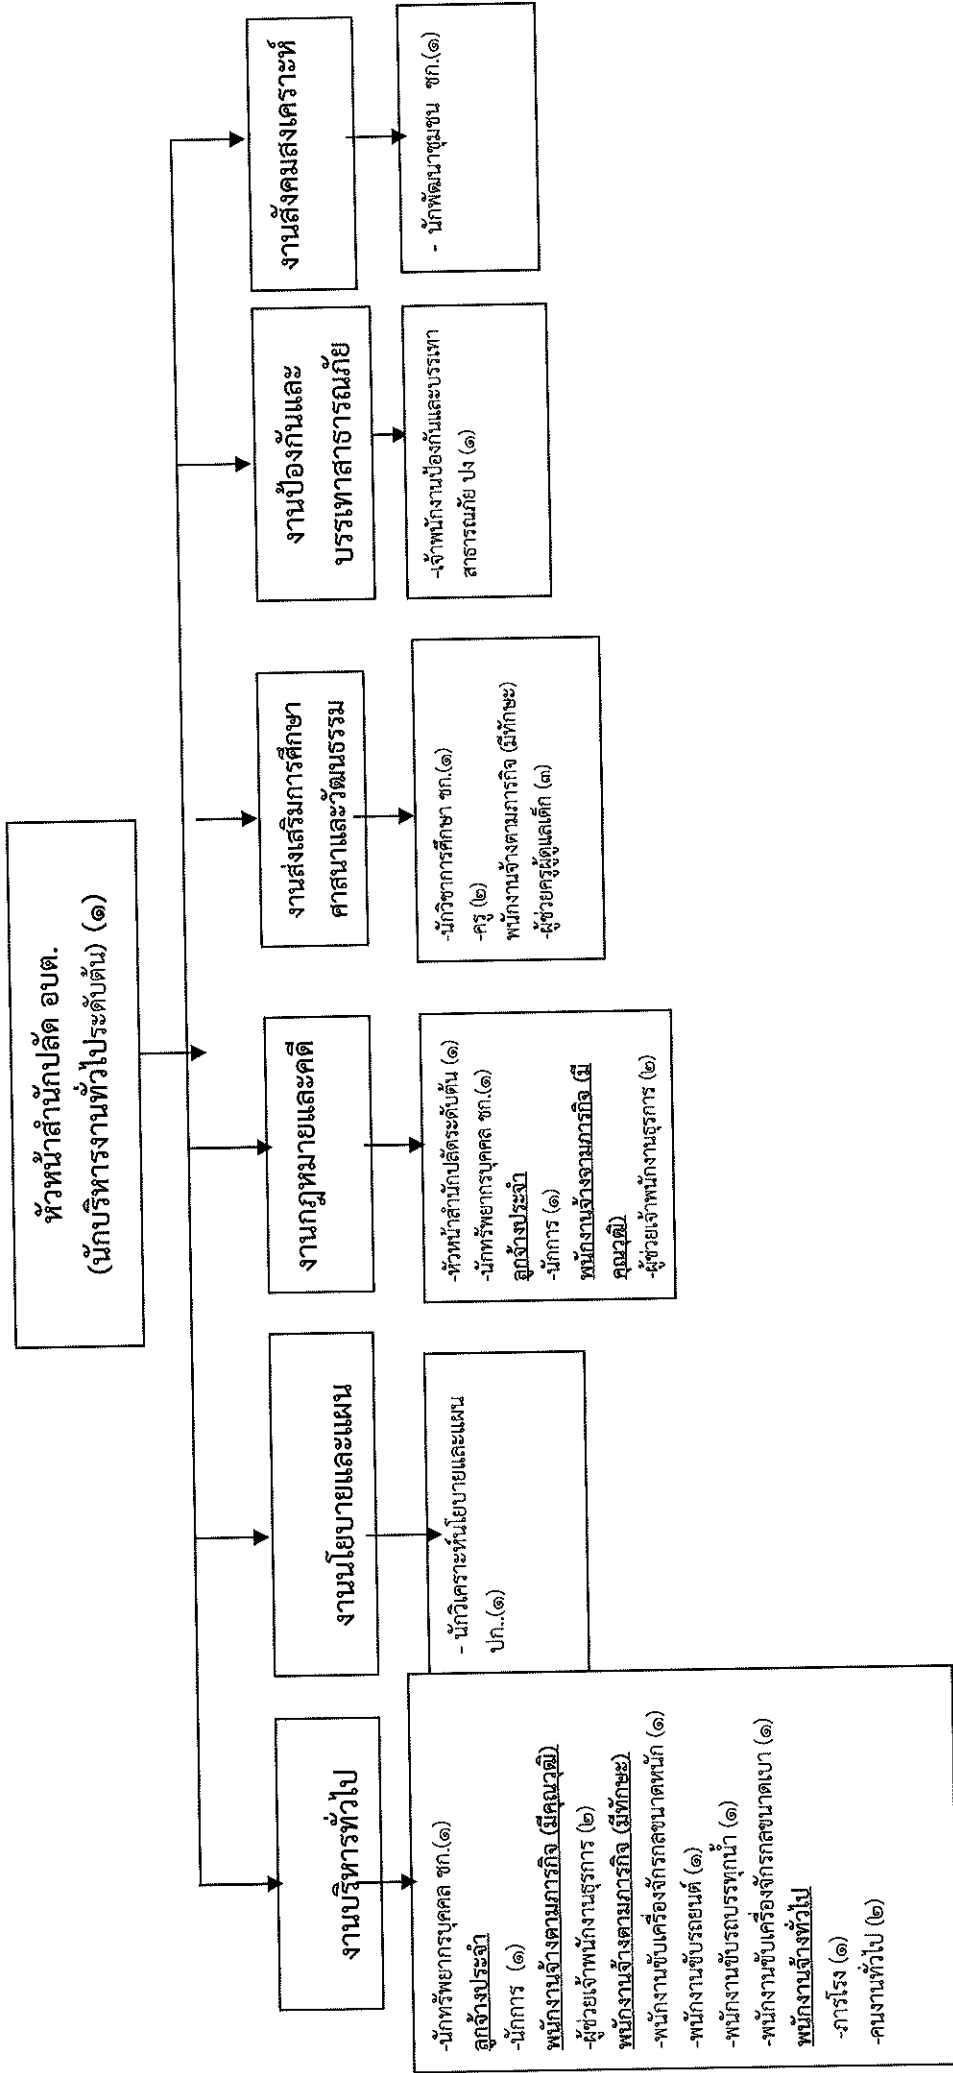 หัวหน้าสำนักปลัด อบต.
(นักบริหารงานทั่วไประดับต้น) (๑)
งานบริหารทั่วไป
งานนโยบายและแผน
งานกฎหมายและคดี
งานส่งเสริมการศึกษา
ศาสนาและวัฒนธรรม
งานป้องกันและ
บรรเทาสาธารณภัย
งานสังคมสงเคราะห์
-นักทรัพยากรบุคคล ชก.(๑)
ลูกจ้างประจำ
-นักการ (๑)
พนักงานจ้างตามภารกิจ (มีคุณวุฒิ)
-ผู้ช่วยเจ้าพนักงานธุรการ (๒)
พนักงานจ้างตามภารกิจ (มีทักษะ)
-พนักงานขับเครื่องจักรกลขนาดหนัก (๑)
-พนักงานขับรถยนต์ (๑)
-พนักงานขับรถบรรทุกน้ำ (๑)
-พนักงานขับเครื่องจักรกลขนาดเบา (๑)
พนักงานจ้างทั่วไป
-ภารโรง (๑)
-คนงานทั่วไป (๒)
- นักวิเคราะห์นโยบายและแผน
ปก..(๑)
-หัวหน้าสำนักปลัดระดับต้น (๑)
-นักทรัพยากรบุคคล ชก.(๑)
ลูกจ้างประจำ
-นักการ (๑)
พนักงานจ้างจามภารกิจ (มี
คุณวุฒิ)
-ผู้ช่วยเจ้าพนักงานธุรการ (๒)
-นักวิชาการศึกษา ชก.(๑)
-ครู (๒)
พนักงานจ้างตามภารกิจ (มีทักษะ)
-ผู้ช่วยครูผู้ดูแลเด็ก (๓)
-เจ้าพนักงานป้องกันและบรรเทา
สาธารณภัย ปง (๑)
- นักพัฒนาชุมชน ชก.(๑)